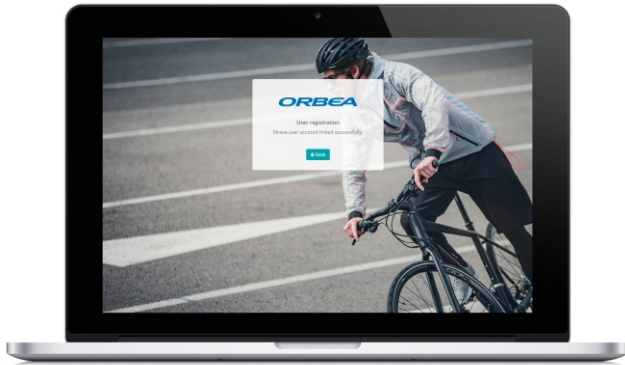 ORBEA
User registration
Strava user account linked successfully.
Back